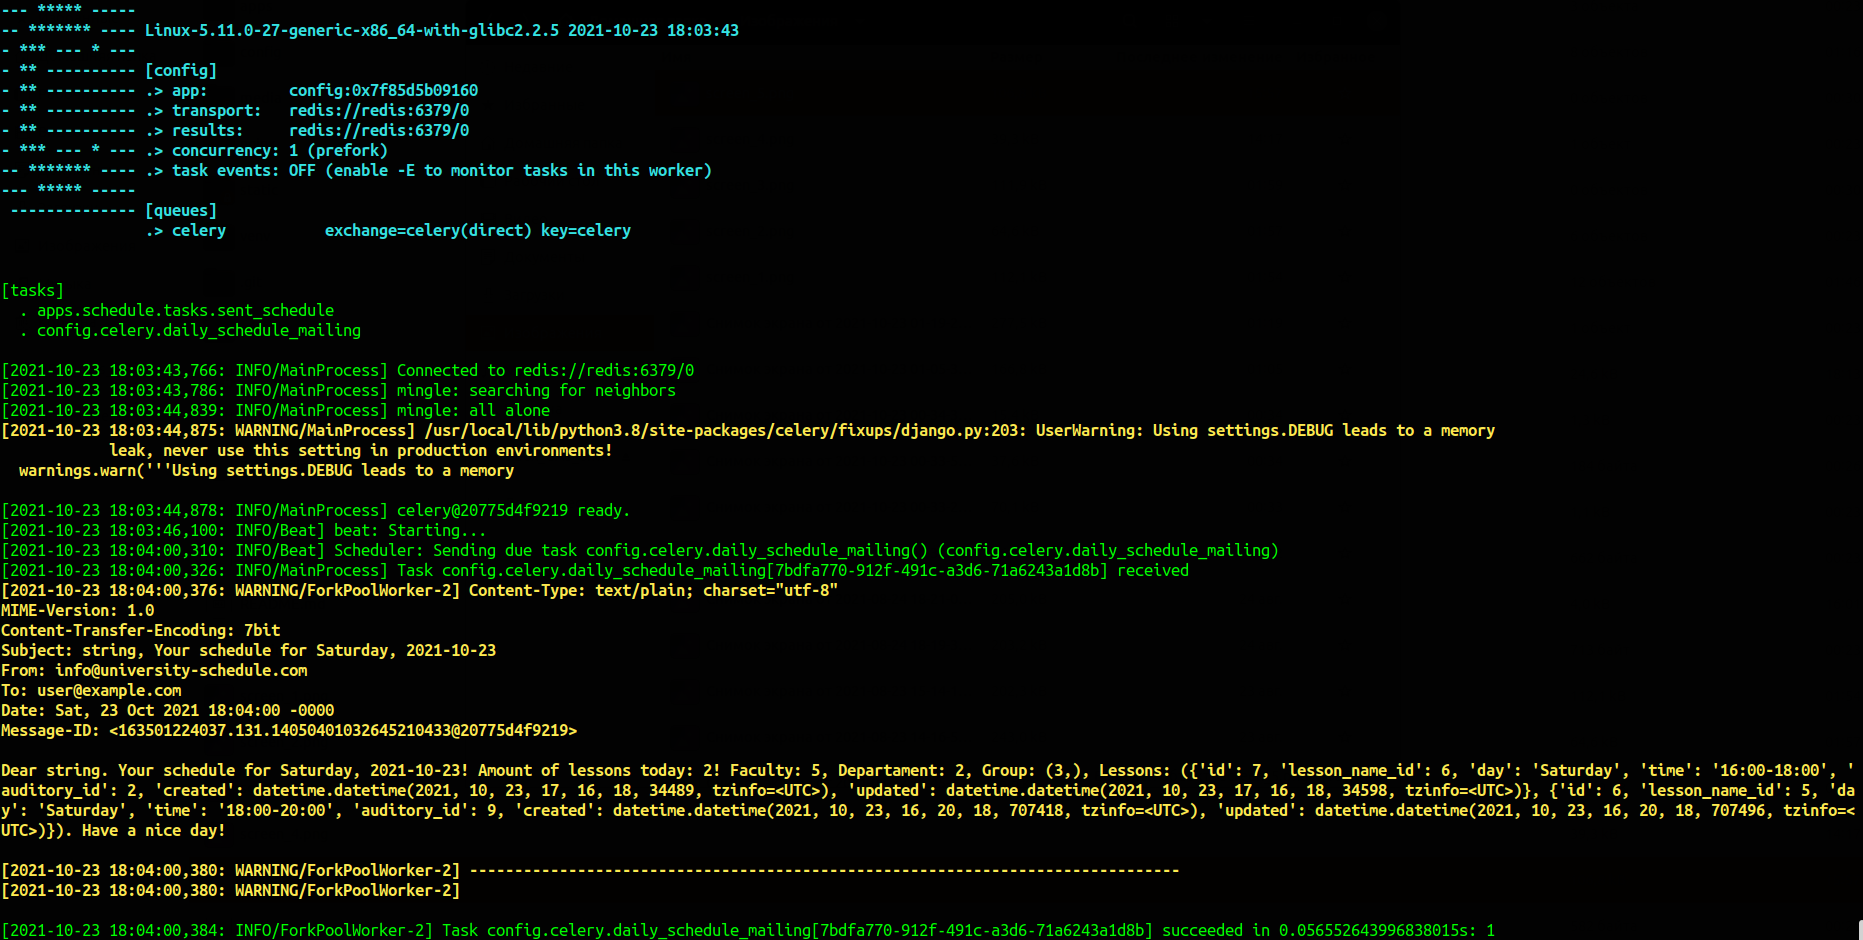 --- ***** -----
-- ******* ---- Linux-5.11.0-27-generic-x86_64-with-glibc2.2.5 2021-10-23 18:03:43
- *** --- * ---
- ** ---------- [config]
- ** ---------- .> app:         config:0x7f85d5b09160
- ** ---------- .> transport:   redis://redis:6379/0
- ** ---------- .> results:     redis://redis:6379/0
- *** --- * --- .> concurrency: 1 (prefork)
-- ******* ---- .> task events: OFF (enable -E to monitor tasks in this worker)
--- ***** -----
 -------------- [queues]
                .> celery           exchange=celery(direct) key=celery
[tasks]
  . apps.schedule.tasks.sent_schedule
  . config.celery.daily_schedule_mailing
[2021-10-23 18:03:43,766: INFO/MainProcess] Connected to redis://redis:6379/0
[2021-10-23 18:03:43,786: INFO/MainProcess] mingle: searching for neighbors
[2021-10-23 18:03:44,839: INFO/MainProcess] mingle: all alone
[2021-10-23 18:03:44,875: WARNING/MainProcess] /usr/local/lib/python3.8/site-packages/celery/fixups/django.py:203: UserWarning: Using settings.DEBUG leads to a memory
            leak, never use this setting in production environments!
  warnings.warn('''Using settings.DEBUG leads to a memory
[2021-10-23 18:03:44,878: INFO/MainProcess] celery@20775d4f9219 ready.
[2021-10-23 18:03:46,100: INFO/Beat] beat: Starting...
[2021-10-23 18:04:00,310: INFO/Beat] Scheduler: Sending due task config.celery.daily_schedule_mailing() (config.celery.daily_schedule_mailing)
[2021-10-23 18:04:00,326: INFO/MainProcess] Task config.celery.daily_schedule_mailing[7bdfa770-912f-491c-a3d6-71a6243a1d8b] received
[2021-10-23 18:04:00,376: WARNING/ForkPoolWorker-2] Content-Type: text/plain; charset="utf-8"
MIME-Version: 1.0
Content-Transfer-Encoding: 7bit
Subject: string, Your schedule for Saturday, 2021-10-23
From: info@university-schedule.com
To: user@example.com
Date: Sat, 23 Oct 2021 18:04:00 -0000
Message-ID: <163501224037.131.14050401032645210433@20775d4f9219>
Dear string. Your schedule for Saturday, 2021-10-23! Amount of lessons today: 2! Faculty: 5, Departament: 2, Group: (3,), Lessons: ({'id': 7, 'lesson_name_id': 6, 'day': 'Saturday', 'time': '16:00-18:00', '
auditory_id': 2, 'created': datetime.datetime(2021, 10, 23, 17, 16, 18, 34489, tzinfo=<UTC>), 'updated': datetime.datetime(2021, 10, 23, 17, 16, 18, 34598, tzinfo=<UTC>)}, {'id': 6, 'lesson_name_id': 5, 'da
y': 'Saturday', 'time': '18:00-20:00', 'auditory_id': 9, 'created': datetime.datetime(2021, 10, 23, 16, 20, 18, 707418, tzinfo=<UTC>), 'updated': datetime.datetime(2021, 10, 23, 16, 20, 18, 707496, tzinfo=<
UTC>)}). Have a nice day!
[2021-10-23 18:04:00,380: WARNING/ForkPoolWorker-2] -------------------------------------------------------------------------------
[2021-10-23 18:04:00,380: WARNING/ForkPoolWorker-2]
[2021-10-23 18:04:00,384: INFO/ForkPoolWorker-2] Task config.celery.daily_schedule_mailing[7bdfa770-912f-491c-a3d6-71a6243a1d8b] succeeded in 0.056552643996838015s: 1